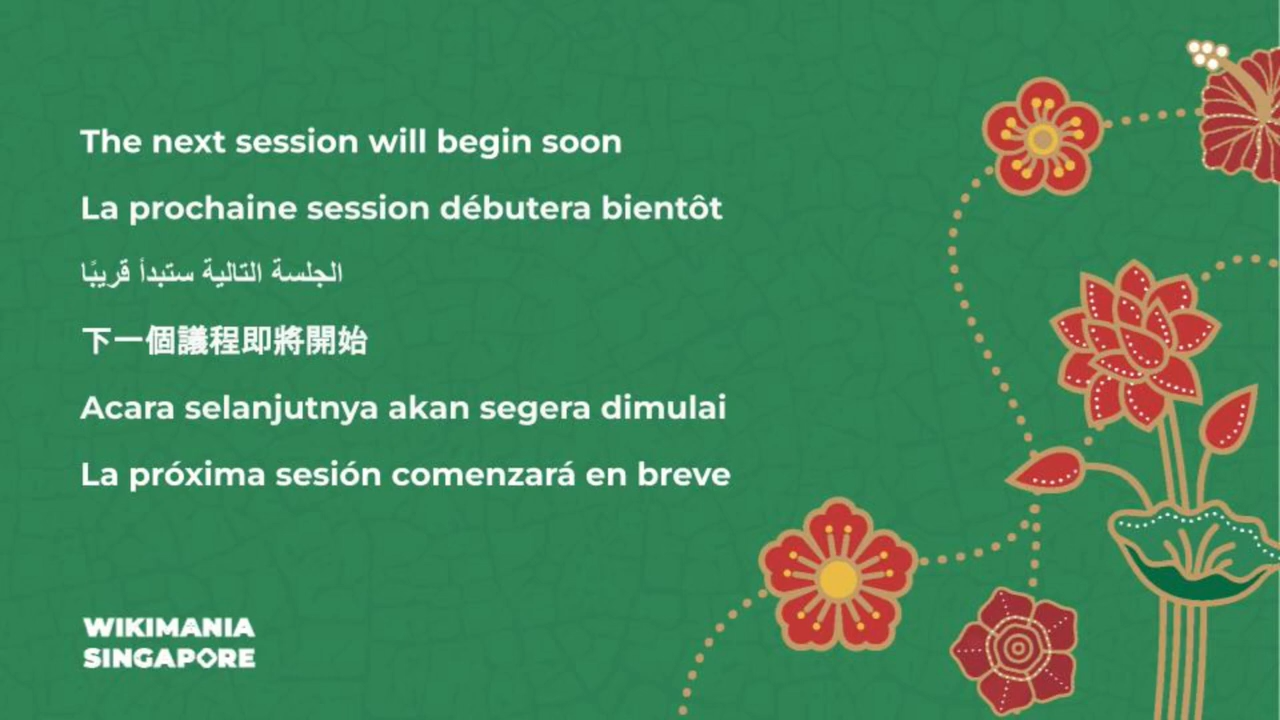 The next session will begin soon
La prochaine session débutera bientôt
الجلسة التالية ستبدأ قريبًا
下一個議程即將開始
Acara selanjutnya akan segera dimulai
La próxima sesión comenzará en breve
WIKIMANIA
SINGAPORE